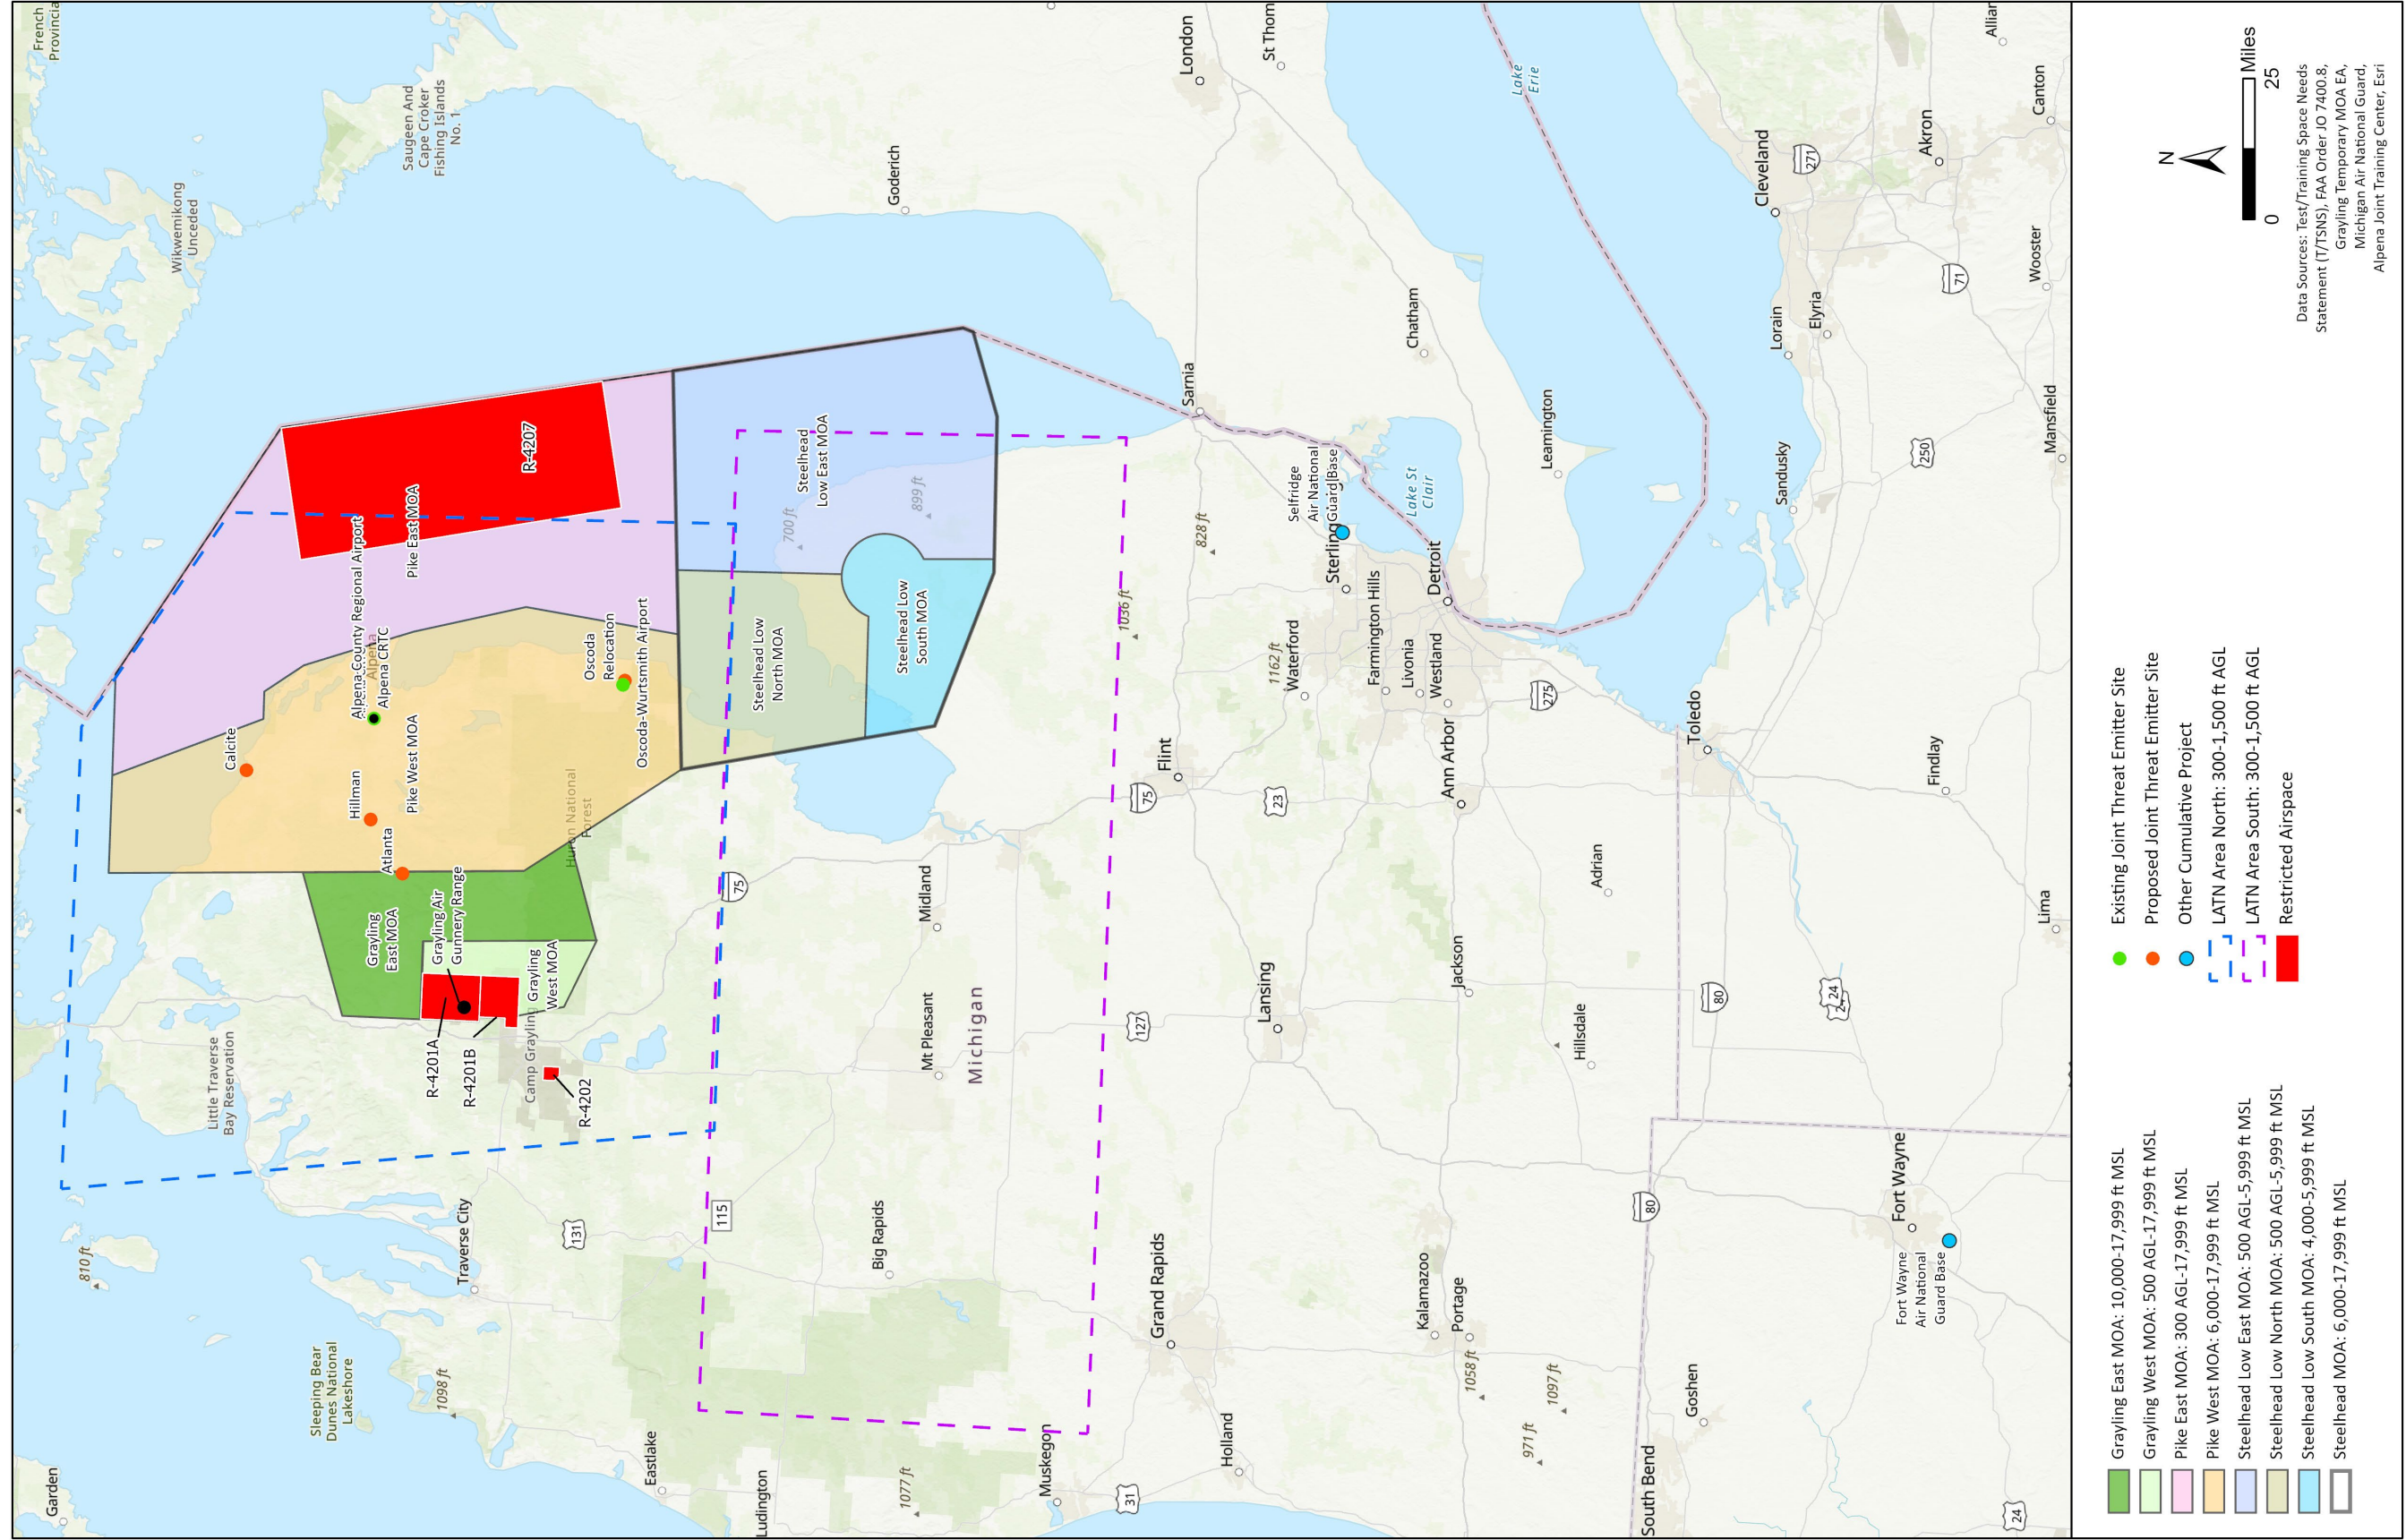 Garden
810 ft
French
Provincia
Wikwemikong
Unceded
Saugeen And
Cape Croker
Fishing Islands
No. 1
Little Traverse
Bay Reservation
Sleeping Bear
Dunes National
Lakeshore
1098 ft
Calcite
Hillman
Atlanta
Alpena County Regional Airport
Alpena
Alpena CRTC
Pike West MOA
Pike East MOA
R-4207
Grayling
East MOA
Grayling Air
Gunnery Range
R-4201A
R-4201B
Camp Grayling
Grayling
West MOA
R-4202
Huron National
Forest
Oscoda
Relocation
Oscoda-Wurtsmith Airport
Traverse City
131
Eastlake
115
75
Ludington
Steelhead Low
North MOA
Steelhead
Low East MOA
700 ft
899 ft
Steelhead Low
South MOA
Goderich
Big Rapids
1077 ft
Mt Pleasant
Midland
Michigan
Muskegon
31
127
75
1036 ft
Grand Rapids
Flint
Sarnia
London
828 ft
St Thom
Holland
Lansing
23
1162 ft
Waterford
Selfridge
Air National
Guard Base
Sterling
Farmington Hills
Livonia
Westland
Detroit
Lake St
Clair
Chatham
Kalamazoo
Portage
1058 ft
Jackson
Ann Arbor
971 ft
1097 ft
275
Leamington
Lake
Erie
Hillsdale
Adrian
South Bend
Goshen
80
80
Toledo
Sandusky
Lorain
Elyria
Cleveland
271
24
Fort Wayne
Fort Wayne
Air National
Guard Base
Findlay
250
71
Akron
24
Lima
Mansfield
Wooster
Canton
Allian
Grayling East MOA: 10,000-17,999 ft MSL
Grayling West MOA: 500 AGL-17,999 ft MSL
Pike East MOA: 300 AGL-17,999 ft MSL
Pike West MOA: 6,000-17,999 ft MSL
Steelhead Low East MOA: 500 AGL-5,999 ft MSL
Steelhead Low North MOA: 500 AGL-5,999 ft MSL
Steelhead Low South MOA: 4,000-5,999 ft MSL
Steelhead MOA: 6,000-17,999 ft MSL
Existing Joint Threat Emitter Site
Proposed Joint Threat Emitter Site
Other Cumulative Project
LATN Area North: 300-1,500 ft AGL
LATN Area South: 300-1,500 ft AGL
Restricted Airspace
N
0 25 Miles
Data Sources: Test/Training Space Needs
Statement (T/TSNS), FAA Order JO 7400.8,
Grayling Temporary MOA EA,
Michigan Air National Guard,
Alpena Joint Training Center, Esri